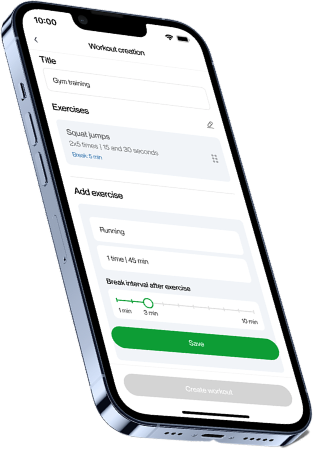 10:00
Workout creation
Title
Gym training
Exercises
Squat jumps
2x5 times | 15 and 30 seconds
Break 5 min
Add exercise
Running
1 time | 45 min
Break interval after exercise
1 min 3 min 10 min
Save
Create workout